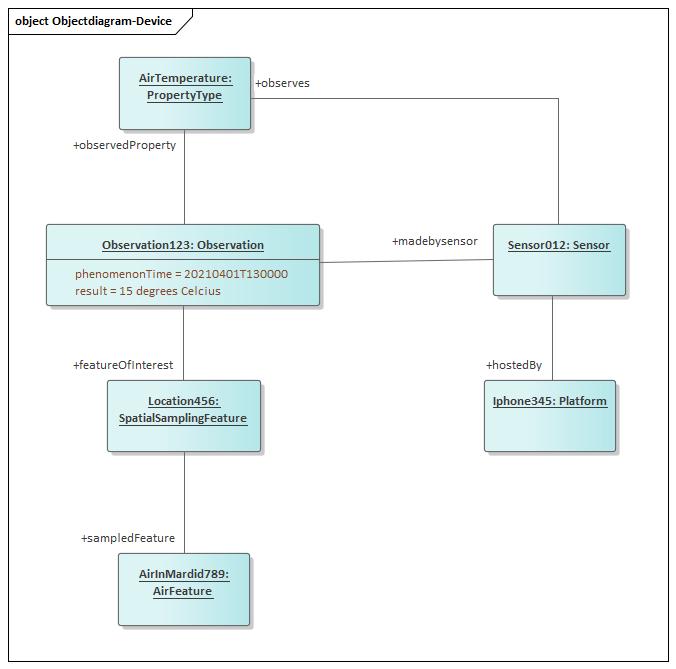 object Objectdiagram-Device
AirTemperature:
PropertyType
+observes
+observedProperty
Observation123: Observation
phenomenonTime = 20210401T130000
result = 15 degrees Celcius
+madebysensor
Sensor012: Sensor
+featureOfInterest
+hostedBy
Location456:
SpatialSamplingFeature
Iphone345: Platform
+sampledFeature
AirInMardid789:
AirFeature